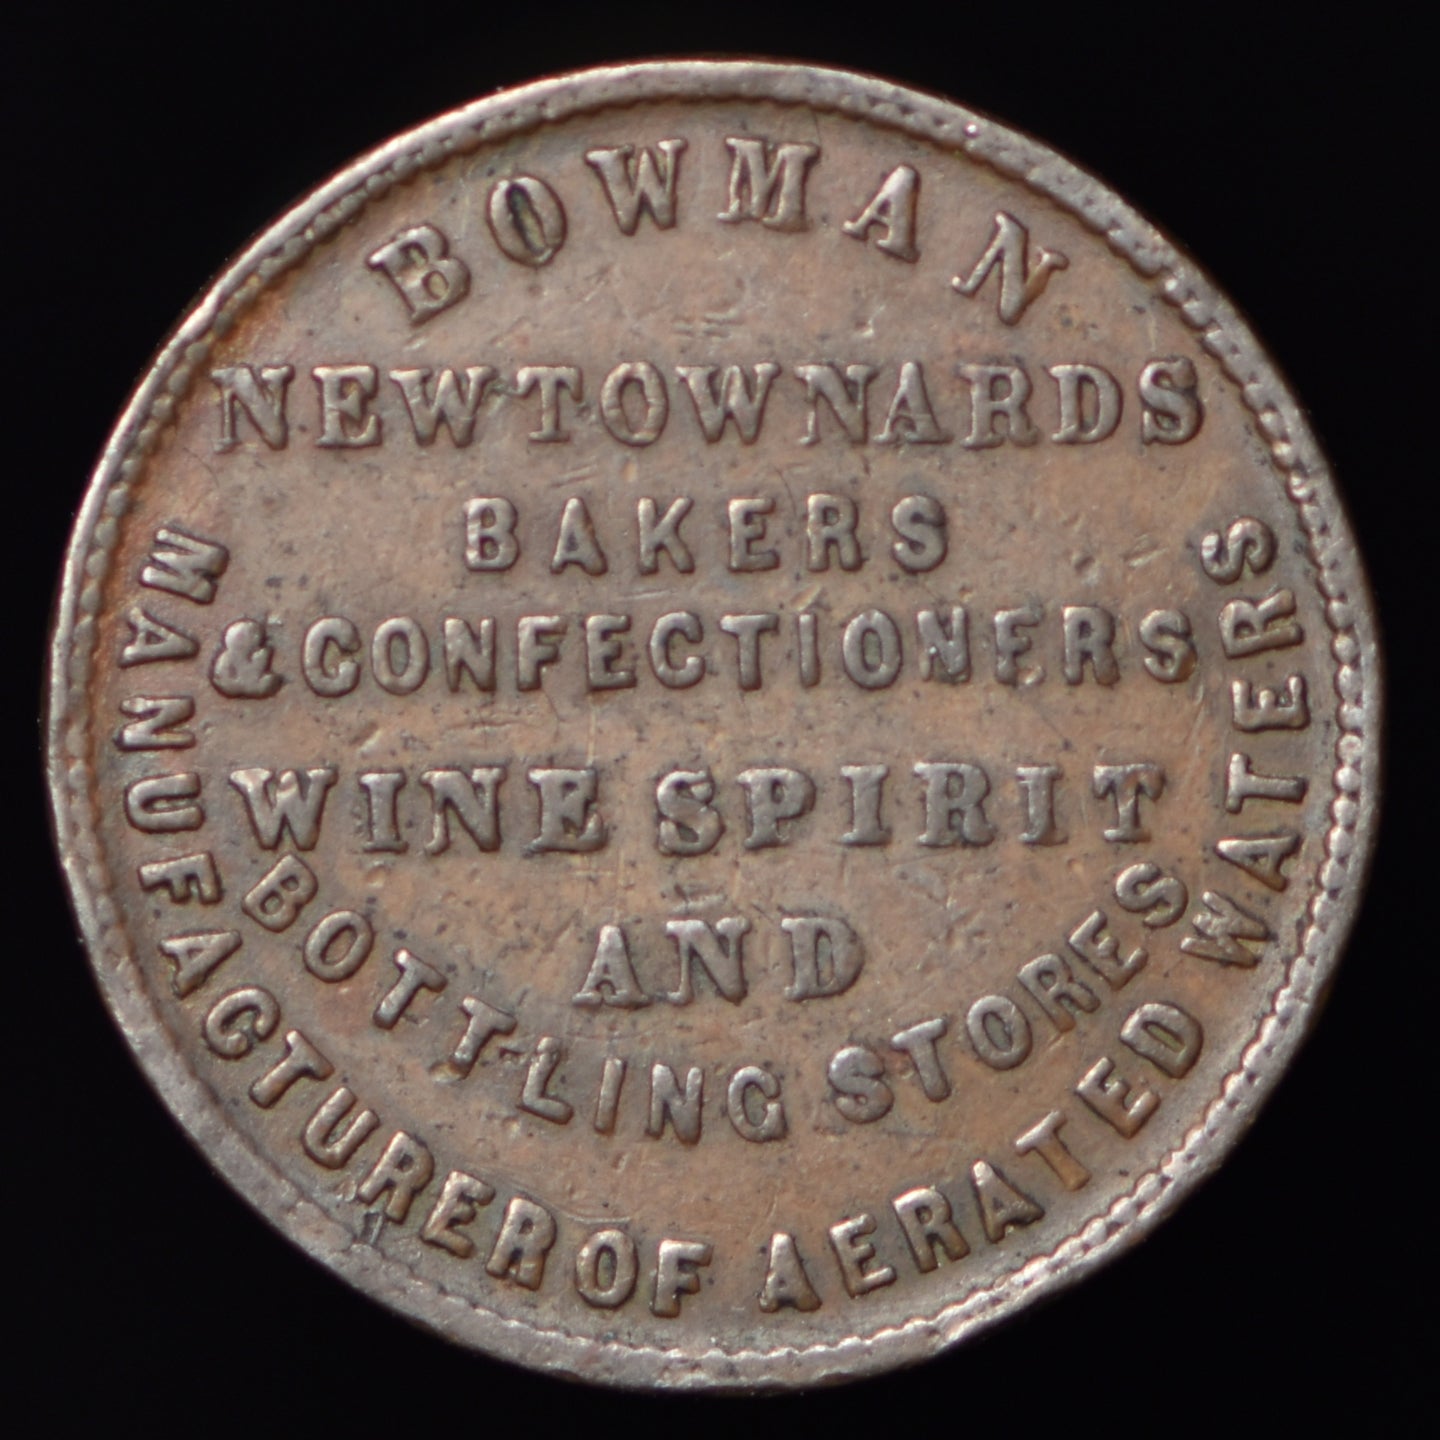 BOWMAN
NEWTOWNARDS
BAKERS
& CONFECTIONERS
WINE SPIRIT
AND
BOTTLING STORES
MANUFACTURER OF AERATED WATERS